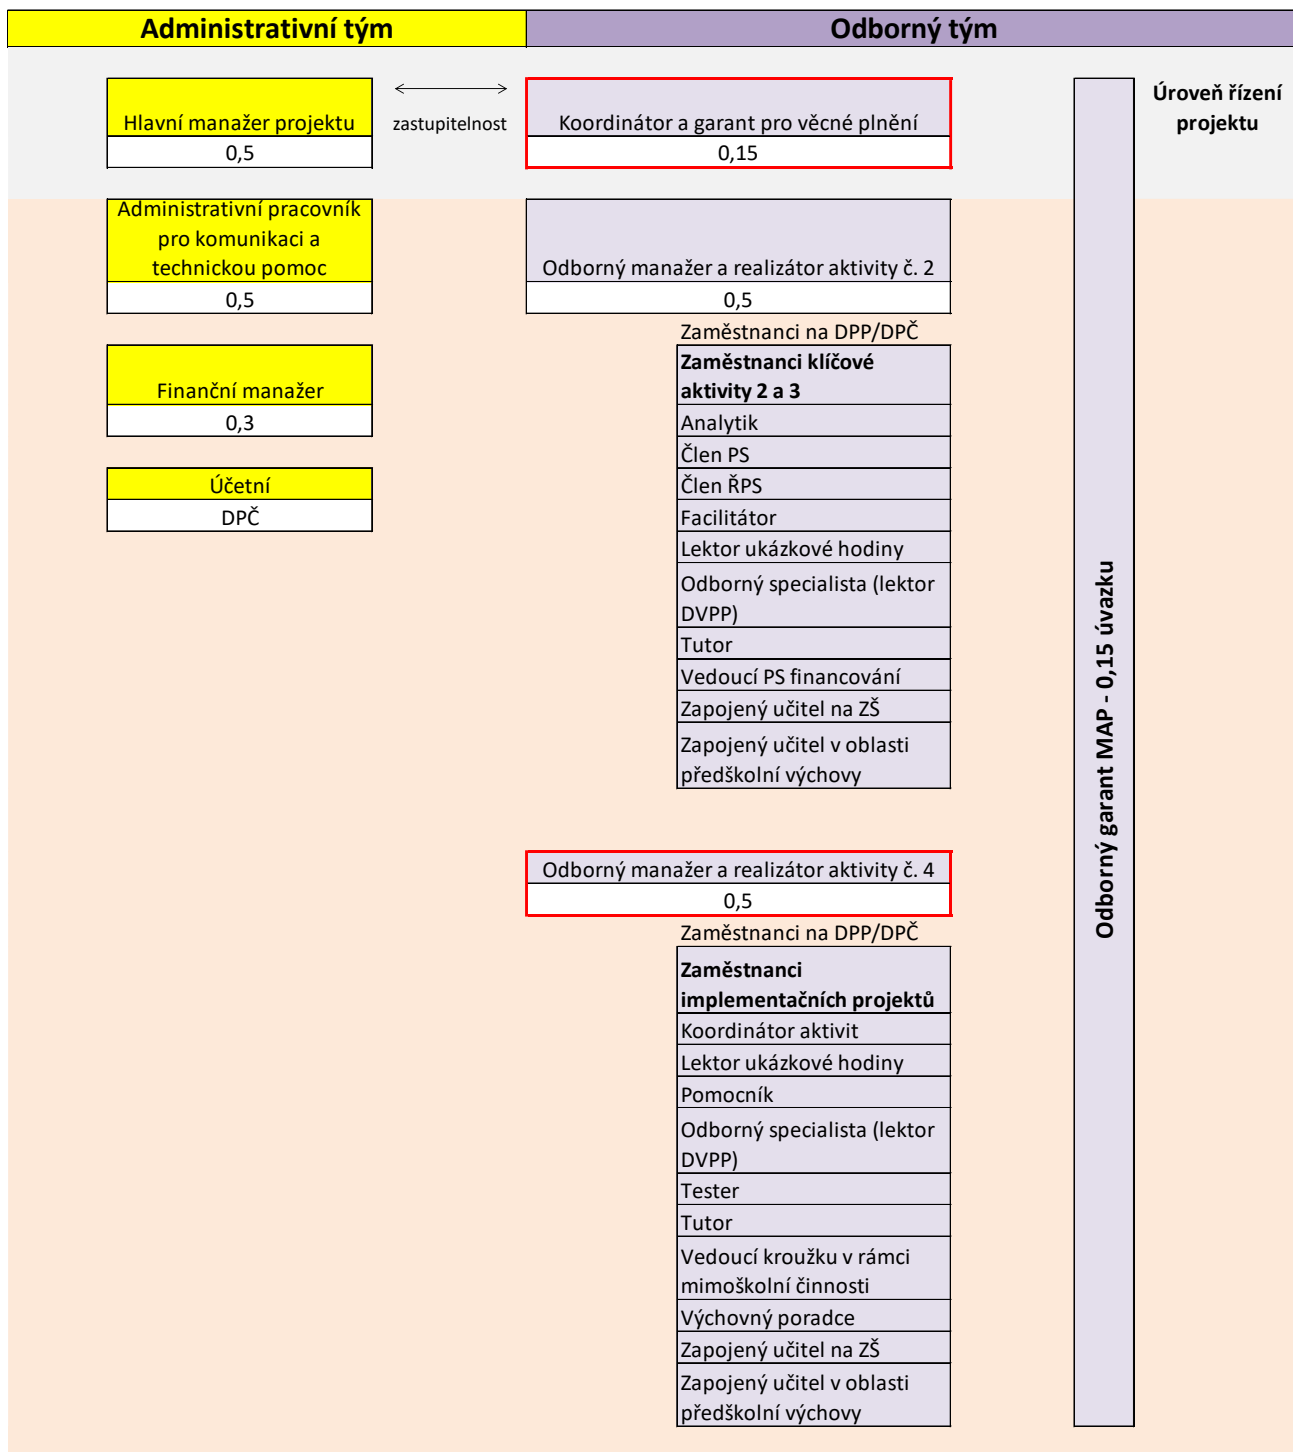 Administrativní tým
Odborný tým
Úroveň řízení
projektu
Hlavní manažer projektu
0,5
zastupitelnost
Koordinátor a garant pro věcné plnění
0,15
Administrativní pracovník
pro komunikaci a
technickou pomoc
0,5
Finanční manažer
0,3
Účetní
DPČ
Odborný manažer a realizátor aktivity č. 2
0,5
Zaměstnanci na DPP/DPČ
Zaměstnanci klíčové
aktivity 2 a 3
Analytik
Člen PS
Člen ŘPS
Facilitátor
Lektor ukázkové hodiny
Odborný specialista (lektor
DVPP)
Tutor
Vedoucí PS financování
Zapojený učitel na ZŠ
Zapojený učitel v oblasti
předškolní výchovy
Odborný manažer a realizátor aktivity č. 4
0,5
Zaměstnanci na DPP/DPČ
Zaměstnanci
implementačních projektů
Koordinátor aktivit
Lektor ukázkové hodiny
Pomocník
Odborný specialista (lektor
DVPP)
Tester
Tutor
Vedoucí kroužku v rámci
mimoškolní činnosti
Výchovný poradce
Zapojený učitel na ZŠ
Zapojený učitel v oblasti
předškolní výchovy
Odborný garant MAP - 0,15 úvazku